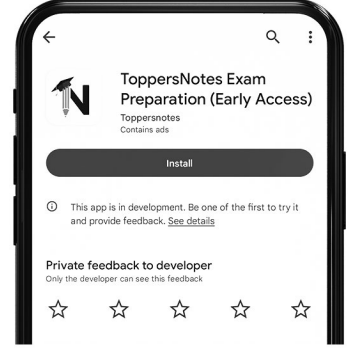 ToppersNotes Exam
Preparation (Early Access)
Toppersnotes
Contains ads
N
Install
This app is in development. Be one of the first to try it
and provide feedback. See details
Private feedback to developer
Only the developer can see this feedback